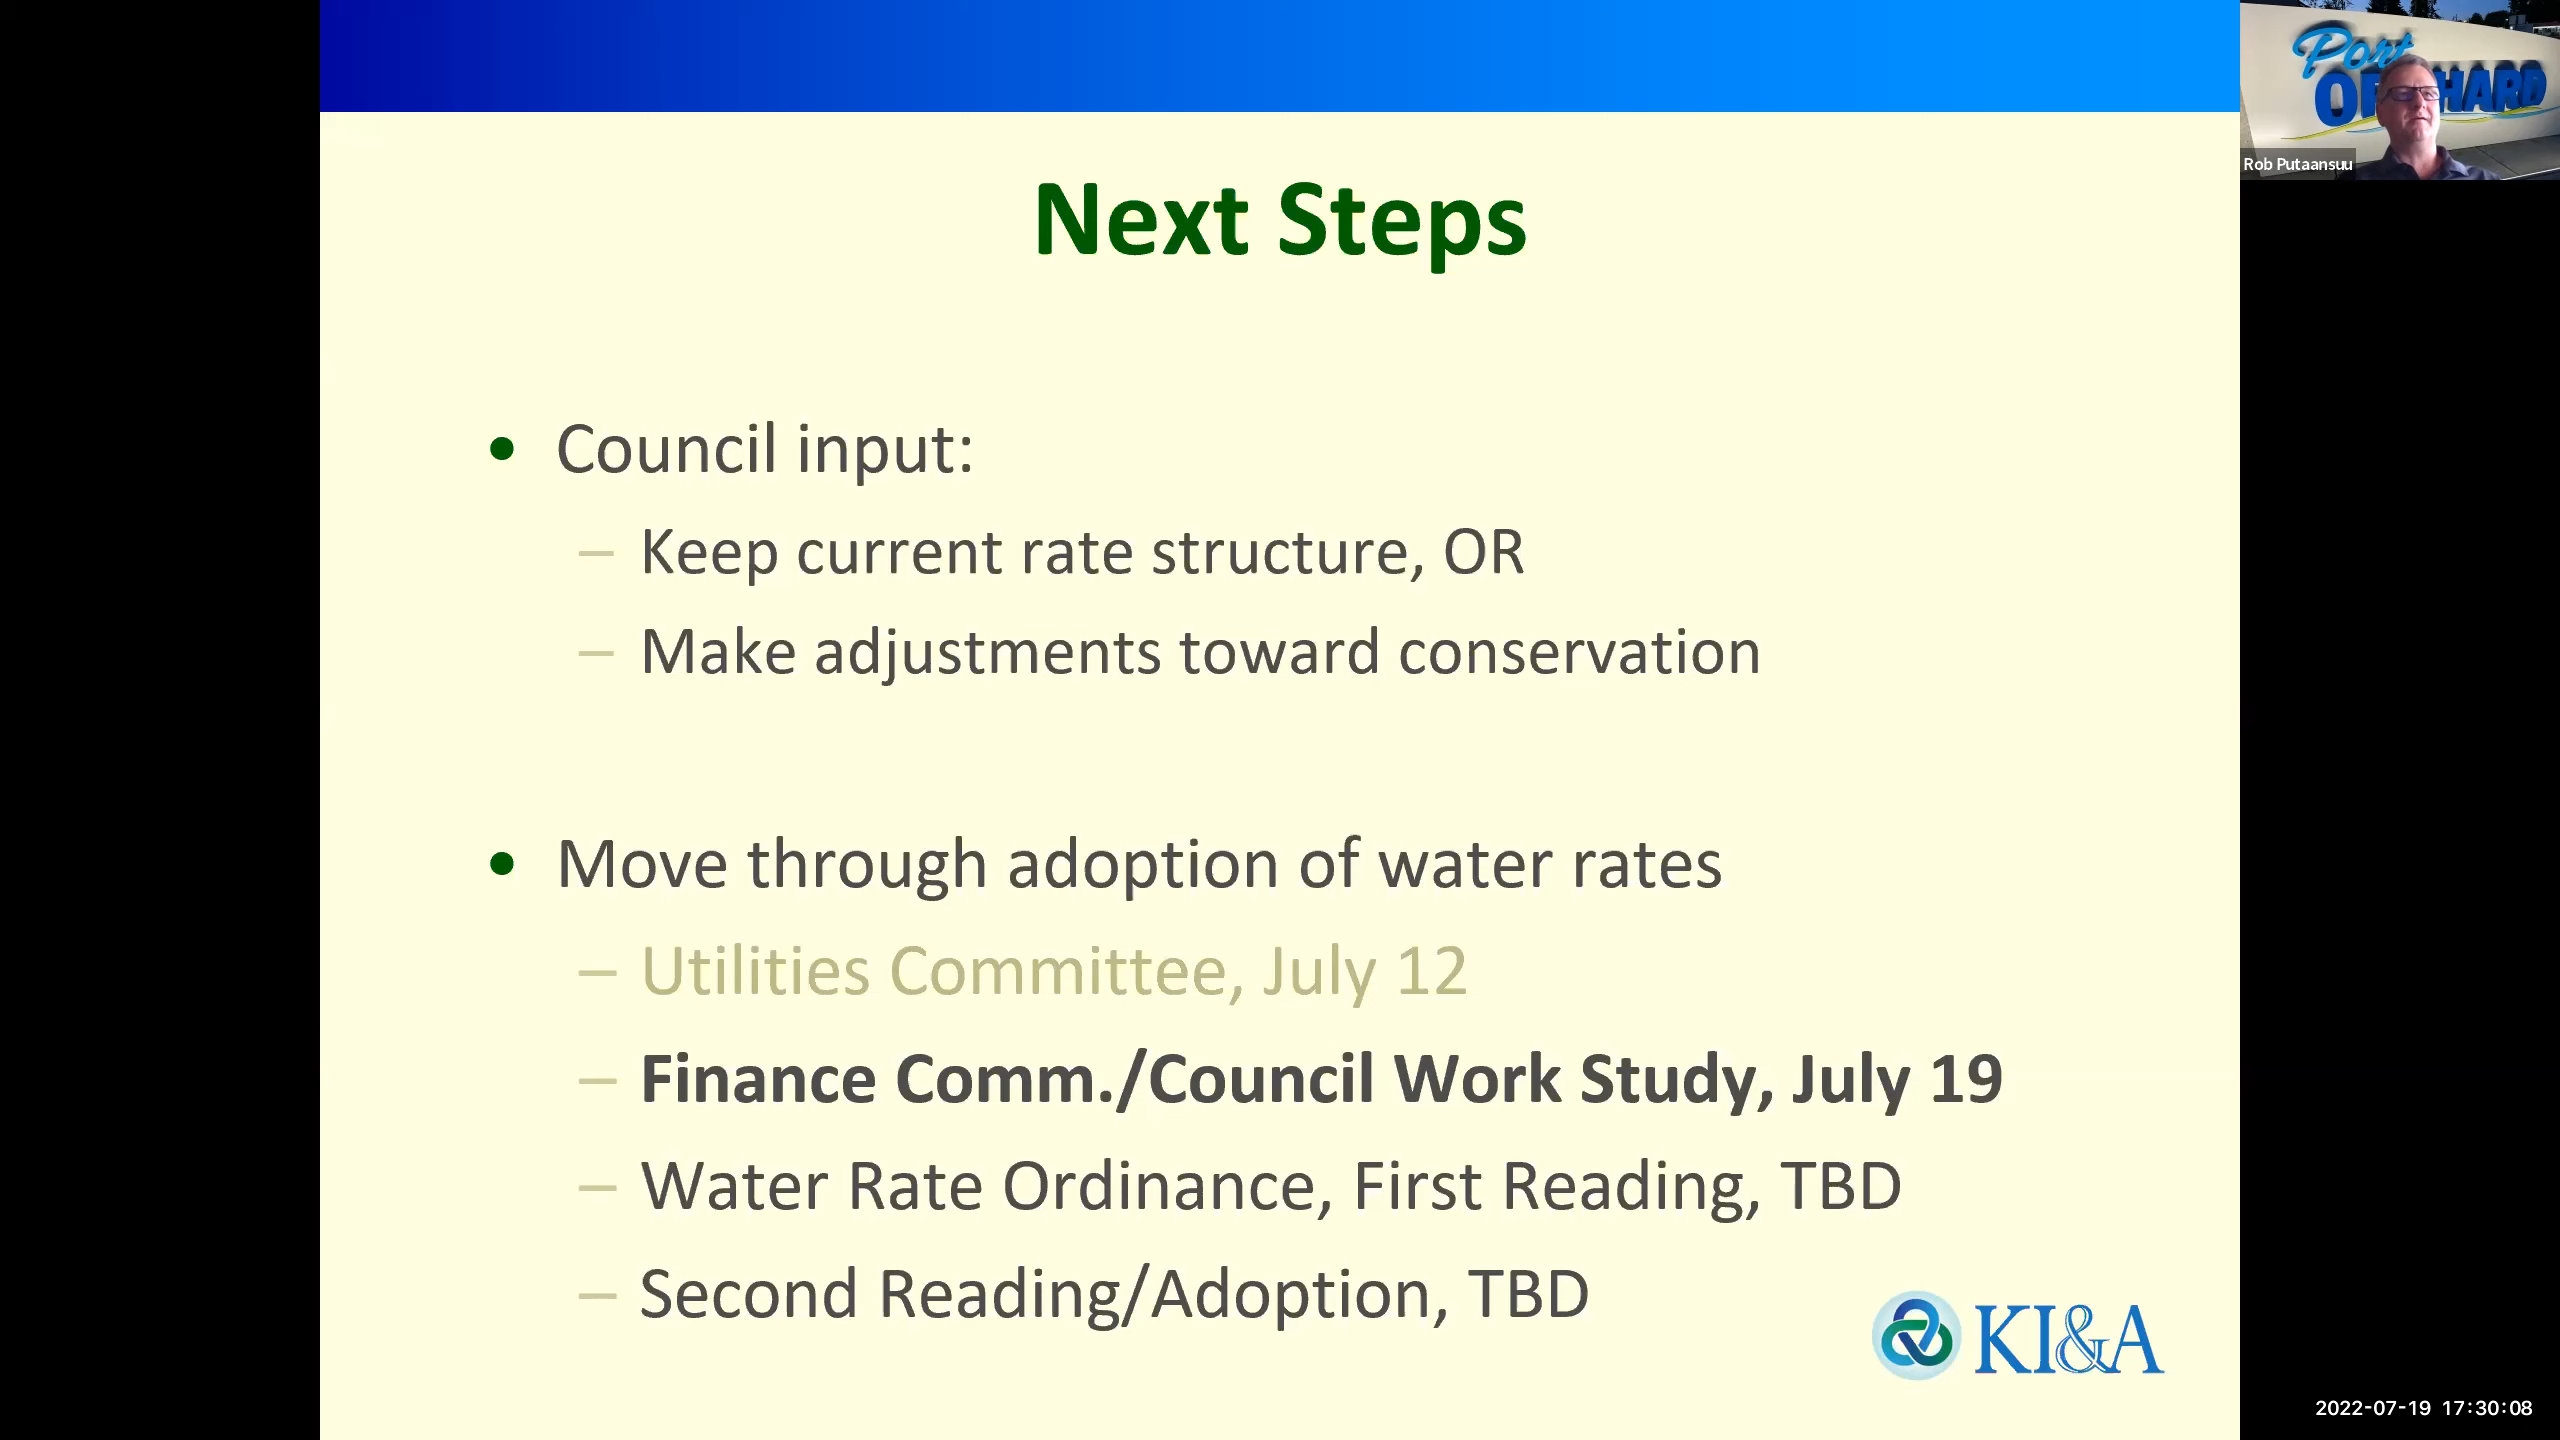 Next Steps
• Council input:
– Keep current rate structure, OR
– Make adjustments toward conservation
• Move through adoption of water rates
– Utilities Committee, July 12
– Finance Comm./Council Work Study, July 19
– Water Rate Ordinance, First Reading, TBD
– Second Reading/Adoption, TBD
KI&A
Port
Rob Putaansuu
2022-07-19 17:30:08